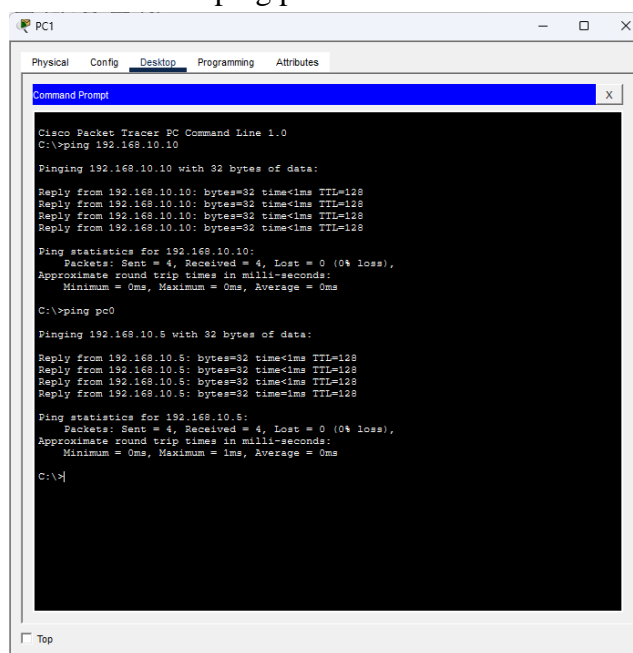 ping p
PC1
Physical Config Desktop Programming Attributes
Command Prompt
X
Cisco Packet Tracer PC Command Line 1.0
C:\>ping 192.168.10.10
Pinging 192.168.10.10 with 32 bytes of data:
Reply from 192.168.10.10: bytes=32 time<1ms TTL=128
Reply from 192.168.10.10: bytes=32 time<1ms TTL=128
Reply from 192.168.10.10: bytes=32 time<1ms TTL=128
Reply from 192.168.10.10: bytes=32 time<1ms TTL=128
Ping statistics for 192.168.10.10:
Packets: Sent = 4, Received = 4, Lost = 0 (0% loss),
Approximate round trip times in milli-seconds:
Minimum = 0ms, Maximum = 0ms, Average = 0ms
C:\>ping pc0
Pinging 192.168.10.5 with 32 bytes of data:
Reply from 192.168.10.5: bytes=32 time<1ms TTL=128
Reply from 192.168.10.5: bytes=32 time<1ms TTL=128
Reply from 192.168.10.5: bytes=32 time<1ms TTL=128
Reply from 192.168.10.5: bytes=32 time=1ms TTL=128
Ping statistics for 192.168.10.5:
Packets: Sent = 4, Received = 4, Lost = 0 (0% loss),
Approximate round trip times in milli-seconds:
Minimum = 0ms, Maximum = 1ms, Average = 0ms
C:\>
Top